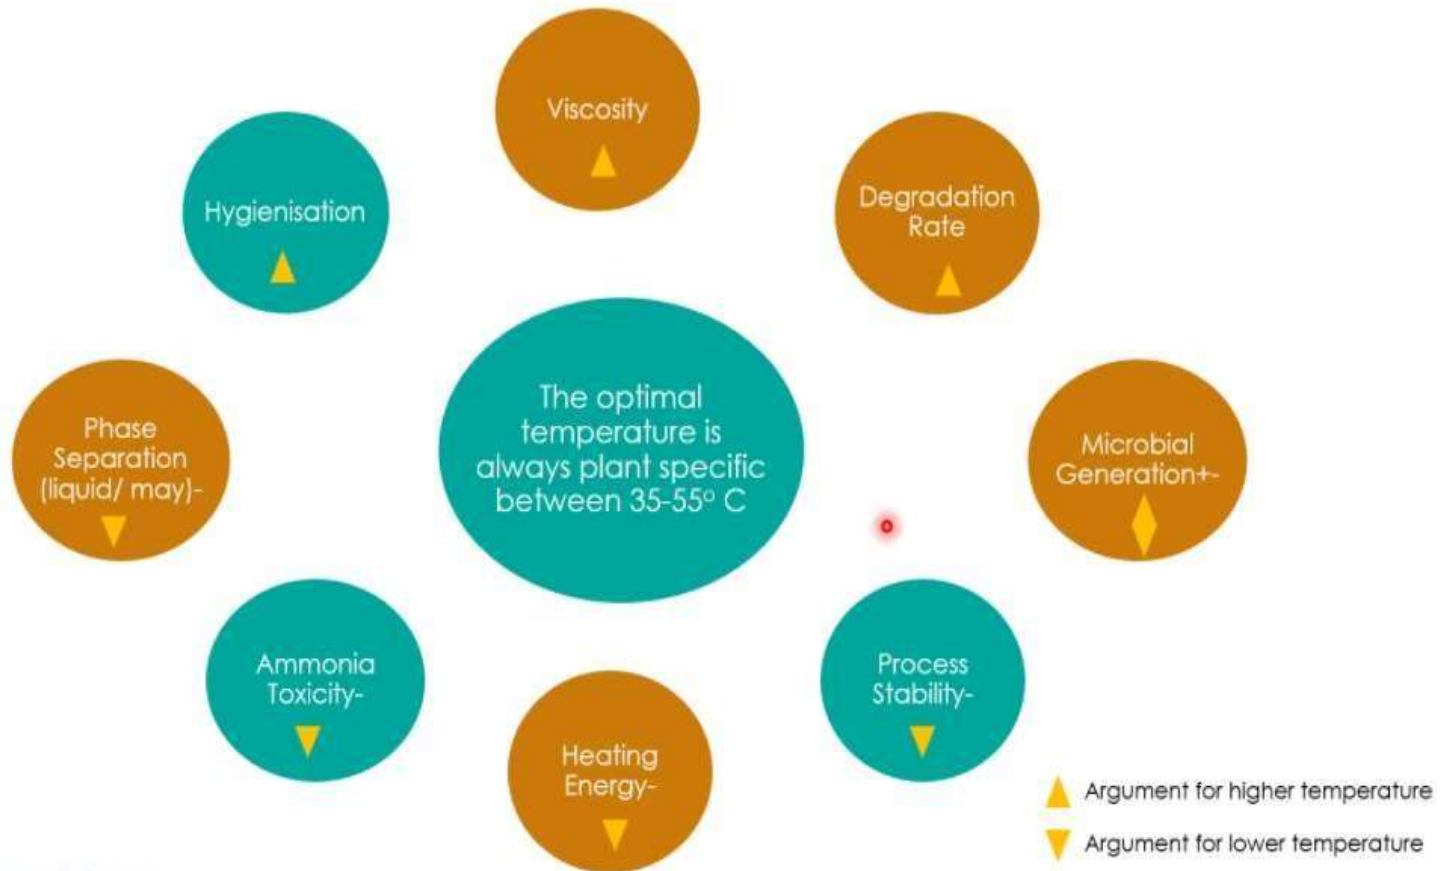 Viscosity
Hygienisation
Degradation
Rate
The optimal
temperature is
always plant specific
between 35-55º C
Phase
Separation
(liquid/ may)-
Microbial
Generation+-
Ammonia
Toxicity-
Process
Stability-
Heating
Energy-
Argument for higher temperature
Argument for lower temperature